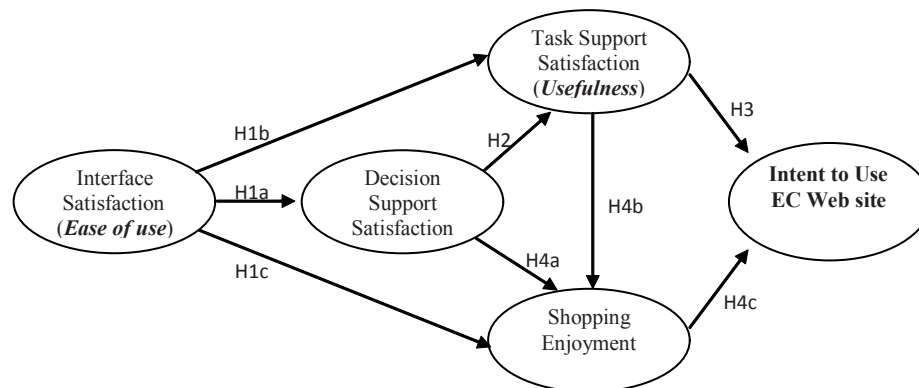 Task Support
Satisfaction
(Usefulness)
H3
H1b
H2
Interface
Satisfaction
(Ease of use)
H1a
Decision
Support
Satisfaction
H4b
Intent to Use
EC Web site
H1c
H4a
H4c
Shopping
Enjoyment